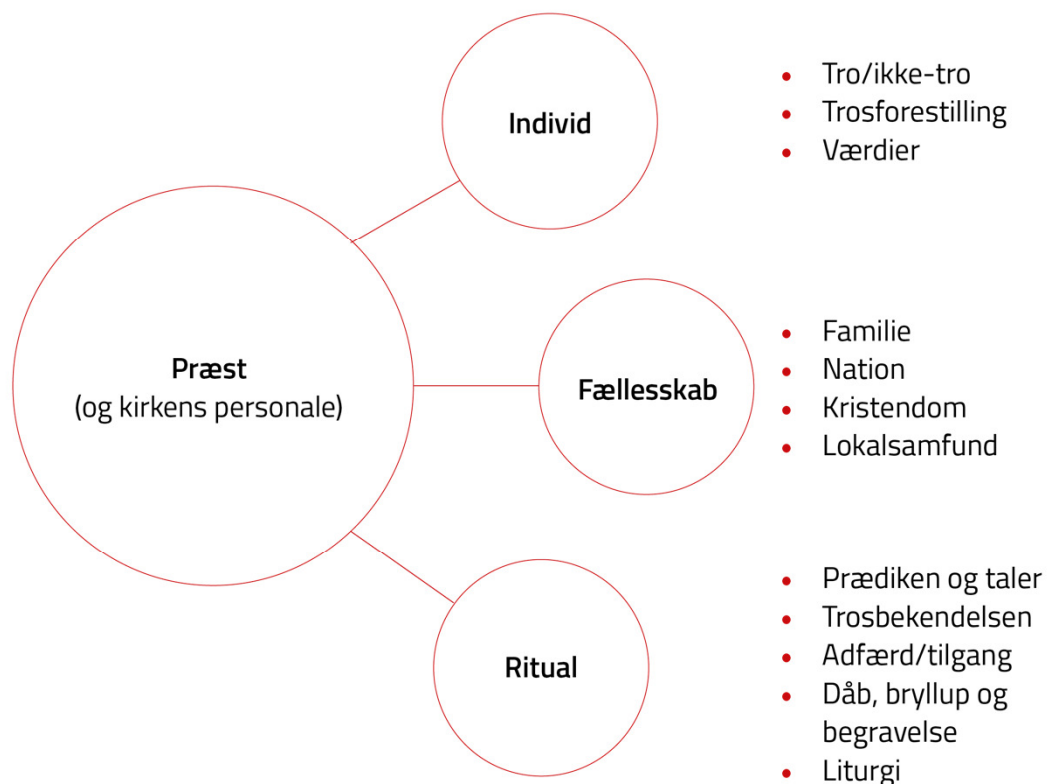 Præst
(og kirkens personale)
Individ
• Tro/ikke-tro
• Trosforestilling
• Værdier
Fællesskab
• Familie
• Nation
• Kristendom
• Lokalsamfund
Ritual
• Prædiken og taler
• Trosbekendelsen
• Adfærd/tilgang
• Dåb, bryllup og
begravelse
• Liturgi